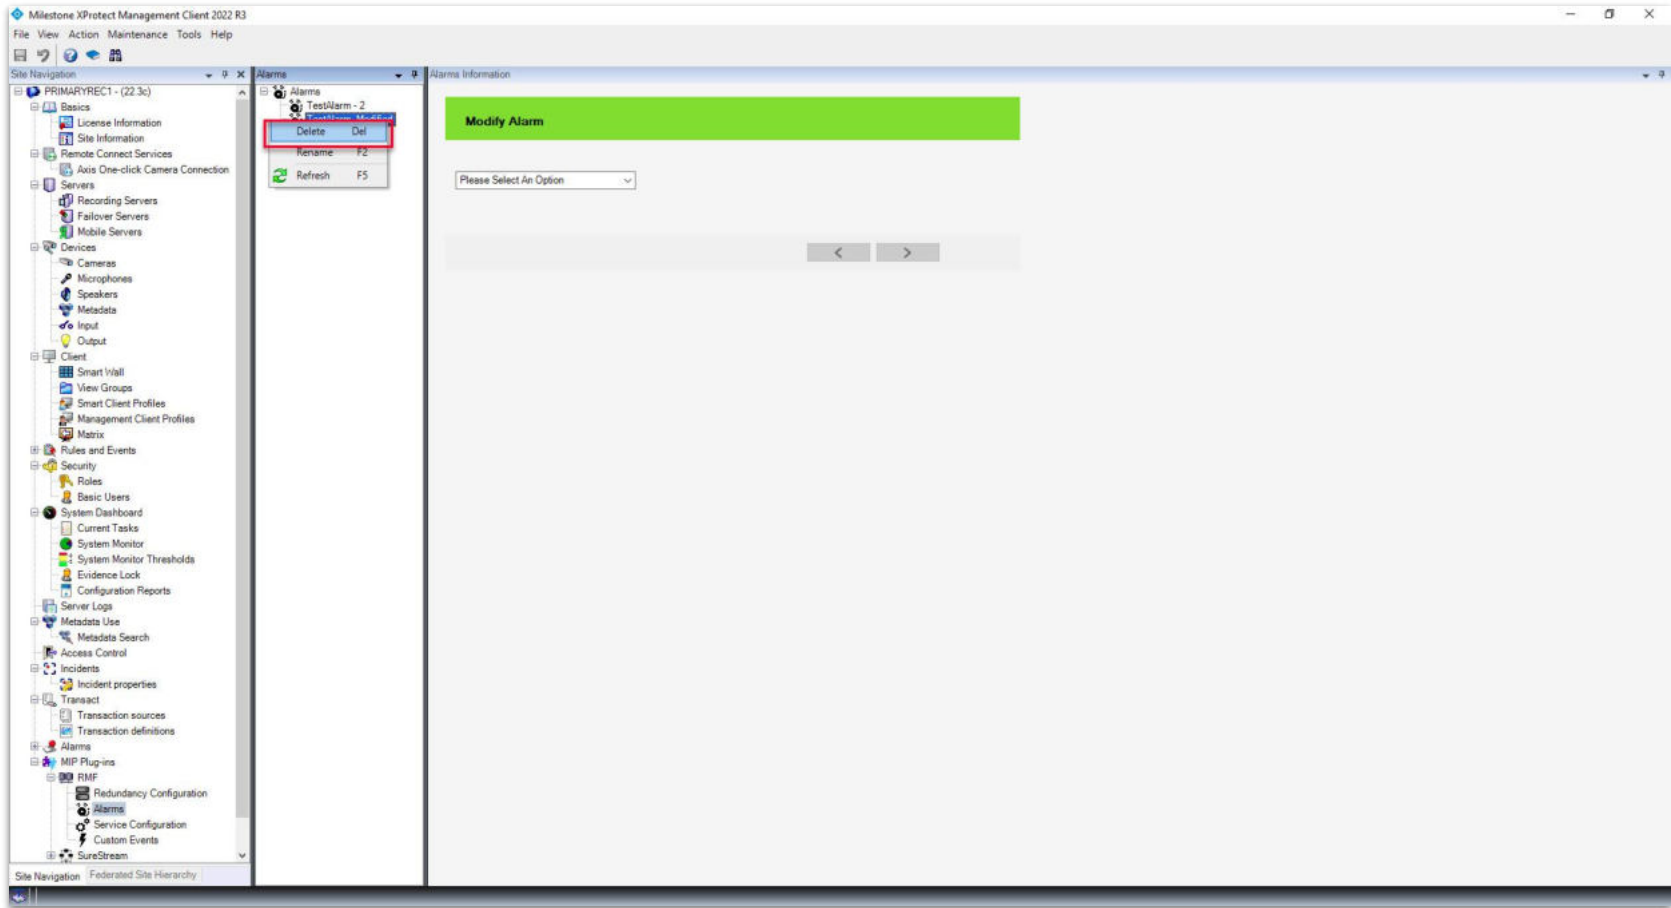 Milestone XProtect Management Client 2022 R3
File View Action Maintenance Tools Help
Site Navigation
PRIMARYREC1 - (22.3c)
Basics
License Information
Site Information
Remote Connect Services
Axis One-click Camera Connection
Servers
Recording Servers
Failover Servers
Mobile Servers
Devices
Cameras
Microphones
Speakers
Metadata
Input
Output
Client
Smart Wall
View Groups
Smart Client Profiles
Management Client Profiles
Matrix
Rules and Events
Security
Roles
Basic Users
System Dashboard
Current Tasks
System Monitor
System Monitor Thresholds
Evidence Lock
Configuration Reports
Server Logs
Metadata Use
Metadata Search
Access Control
Incidents
Incident properties
Transact
Transaction sources
Transaction definitions
Alarms
MIP Plug-ins
RMF
Redundancy Configuration
Alarms
Service Configuration
Custom Events
SureStream
Site Navigation Federated Site Hierarchy
Alarms
Alarms
TestAlarm - 2
TestAlarm_Modified
Delete Del
Rename F2
Refresh F5
Alarms Information
Modify Alarm
Please Select An Option
< >